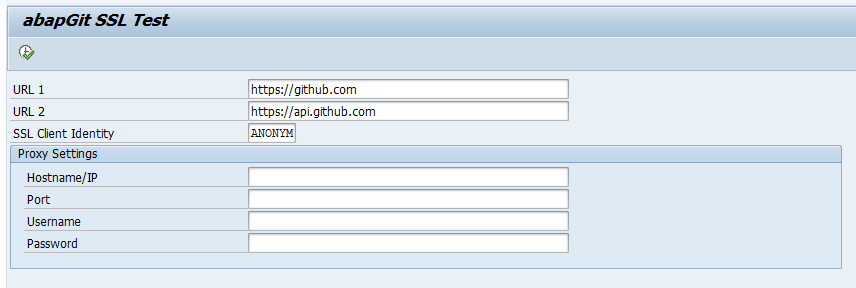 abapGit SSL Test
URL 1 https://github.com
URL 2 https://api.github.com
SSL Client Identity ANONYM
Proxy Settings
Hostname/IP
Port
Username
Password